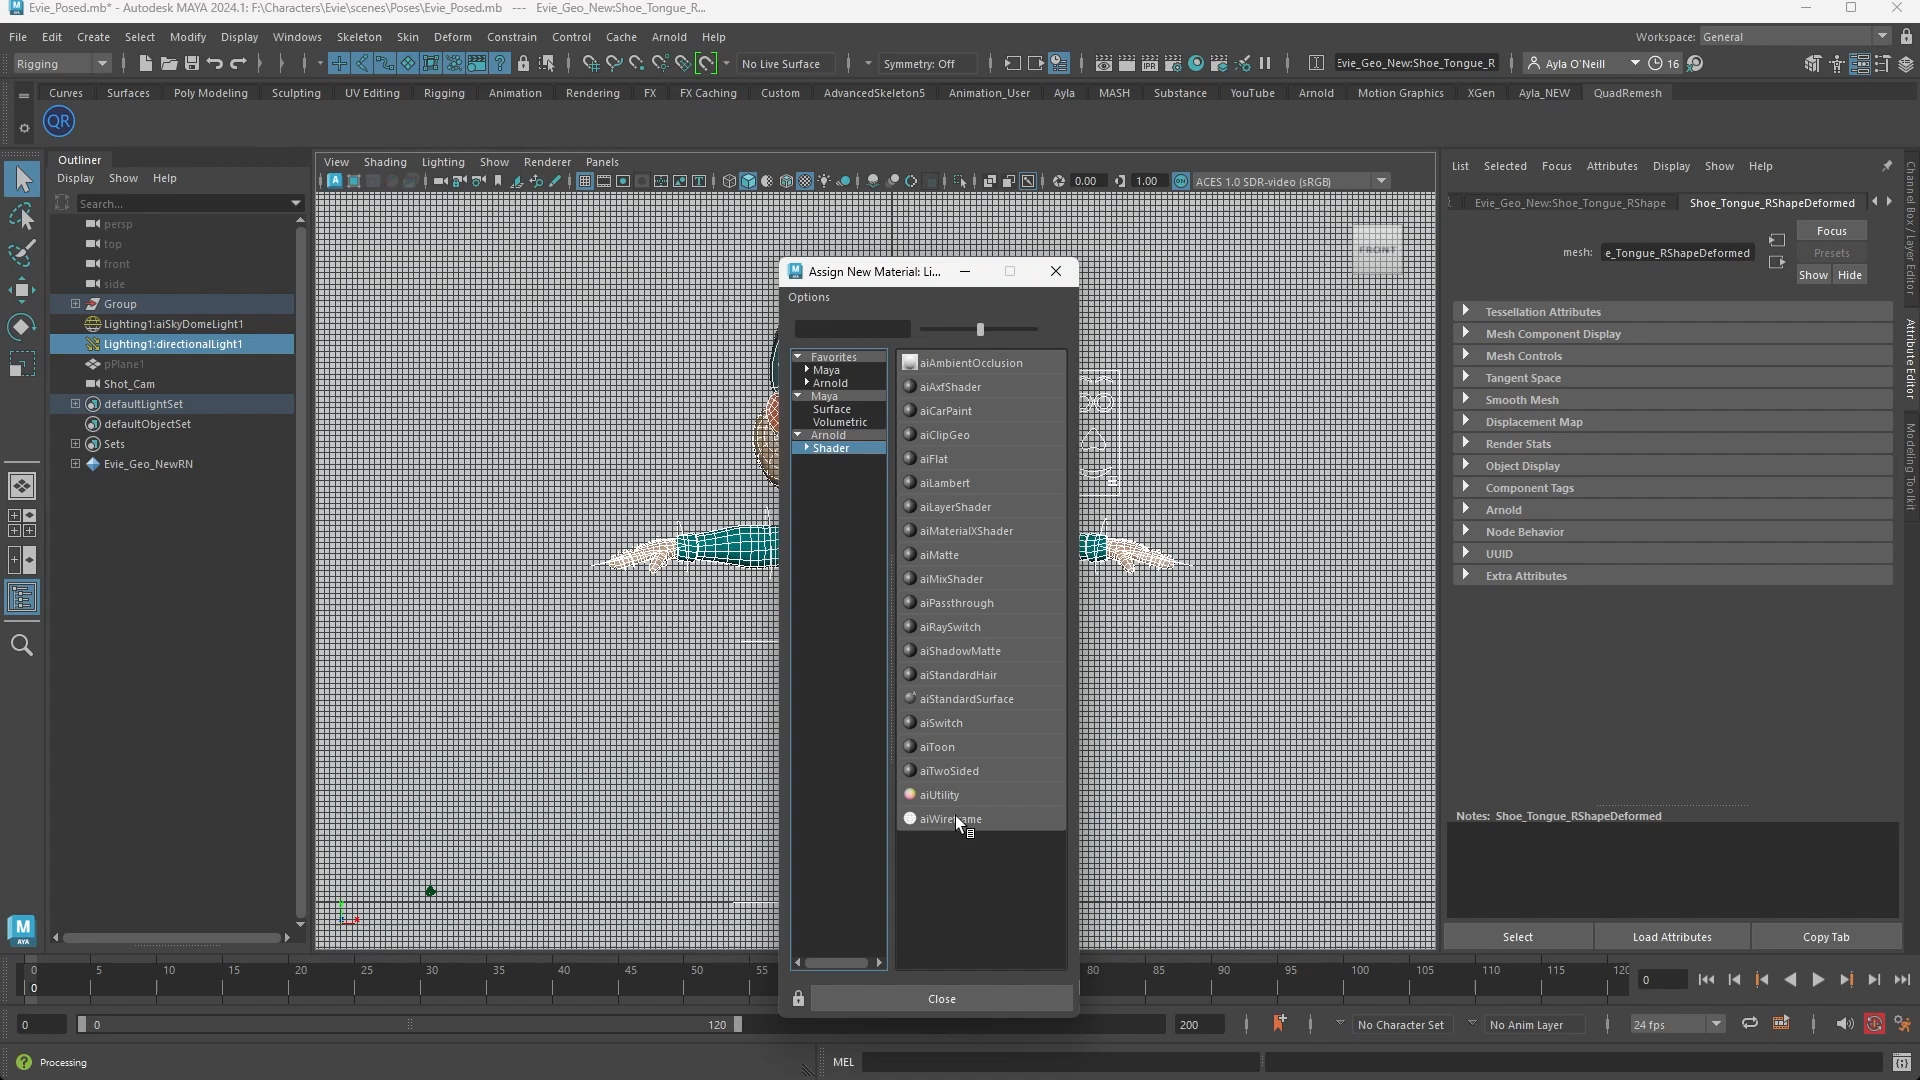 Evie_Posed.mb* - Autodesk MAYA 2024.1: F:\Characters\Evie\scenes\Poses\Evie_Posed.mb --- Evie_Geo_New:Shoe_Tongue_R...
File Edit Create Select Modify Display Windows Skeleton Skin Deform Constrain Control Cache Arnold Help
Workspace: General
Rigging
No Live Surface
Symmetry: Off
Evie_Geo_New:Shoe_Tongue_R
Ayla O'Neill
16
Curves Surfaces Poly Modeling Sculpting UV Editing Rigging Animation Rendering FX FX Caching Custom AdvancedSkeleton5 Animation_User Ayla MASH Substance YouTube Arnold Motion Graphics XGen Ayla_NEW QuadRemesh
QR
Outliner
Display Show Help
Search...
persp
top
front
side
Group
Lighting1:aiSkyDomeLight1
Lighting1:directionalLight1
pPlane1
Shot_Cam
defaultLightSet
defaultObjectSet
Sets
Evie_Geo_NewRN
View Shading Lighting Show Renderer Panels
0.00
1.00
ACES 1.0 SDR-video (sRGB)
FRONT
Assign New Material: Li...
Options
Favorites
Maya
Arnold
Maya
Surface
Volumetric
Arnold
Shader
aiAmbientOcclusion
aiAxfShader
aiCarPaint
aiClipGeo
aiFlat
aiLambert
aiLayerShader
aiMaterialXShader
aiMatte
aiMixShader
aiPassthrough
aiRaySwitch
aiShadowMatte
aiStandardHair
aiStandardSurface
aiSwitch
aiToon
aiTwoSided
aiUtility
aiWireframe
Close
List Selected Focus Attributes Display Show Help
Evie_Geo_New:Shoe_Tongue_RShape
Shoe_Tongue_RShapeDeformed
mesh: e_Tongue_RShapeDeformed
Focus
Presets
Show Hide
Tessellation Attributes
Mesh Component Display
Mesh Controls
Tangent Space
Smooth Mesh
Displacement Map
Render Stats
Object Display
Component Tags
Arnold
Node Behavior
UUID
Extra Attributes
Notes: Shoe_Tongue_RShapeDeformed
Select
Load Attributes
Copy Tab
Channel Box / Layer Editor
Attribute Editor
Modeling Toolkit
M
AYA
0 5 10 15 20 25 30 35 40 45 50 55 80 85 90 95 100 105 110 115 120
0
0
0
0
120
200
No Character Set
No Anim Layer
24 fps
Processing
MEL